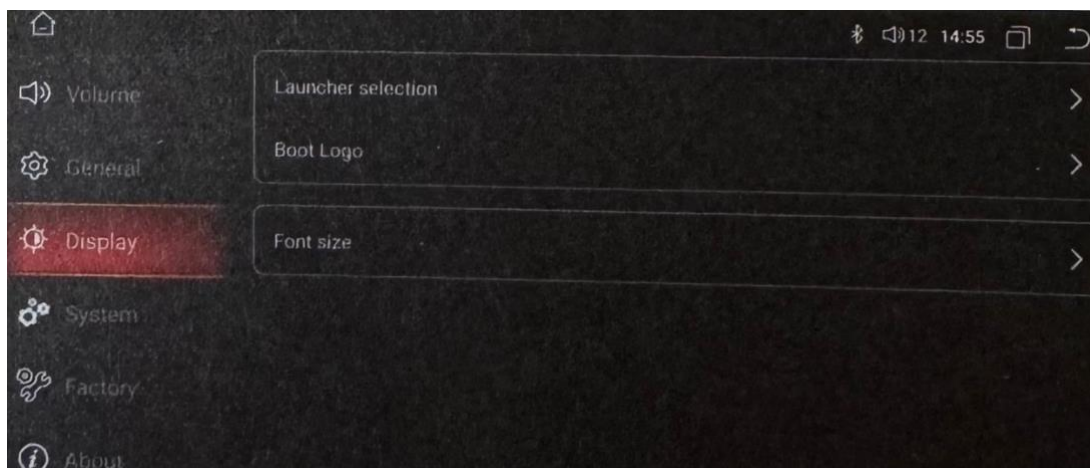 12 14:55
Volume
Launcher selection
General
Boot Logo
Display
Font size
System
Factory
About